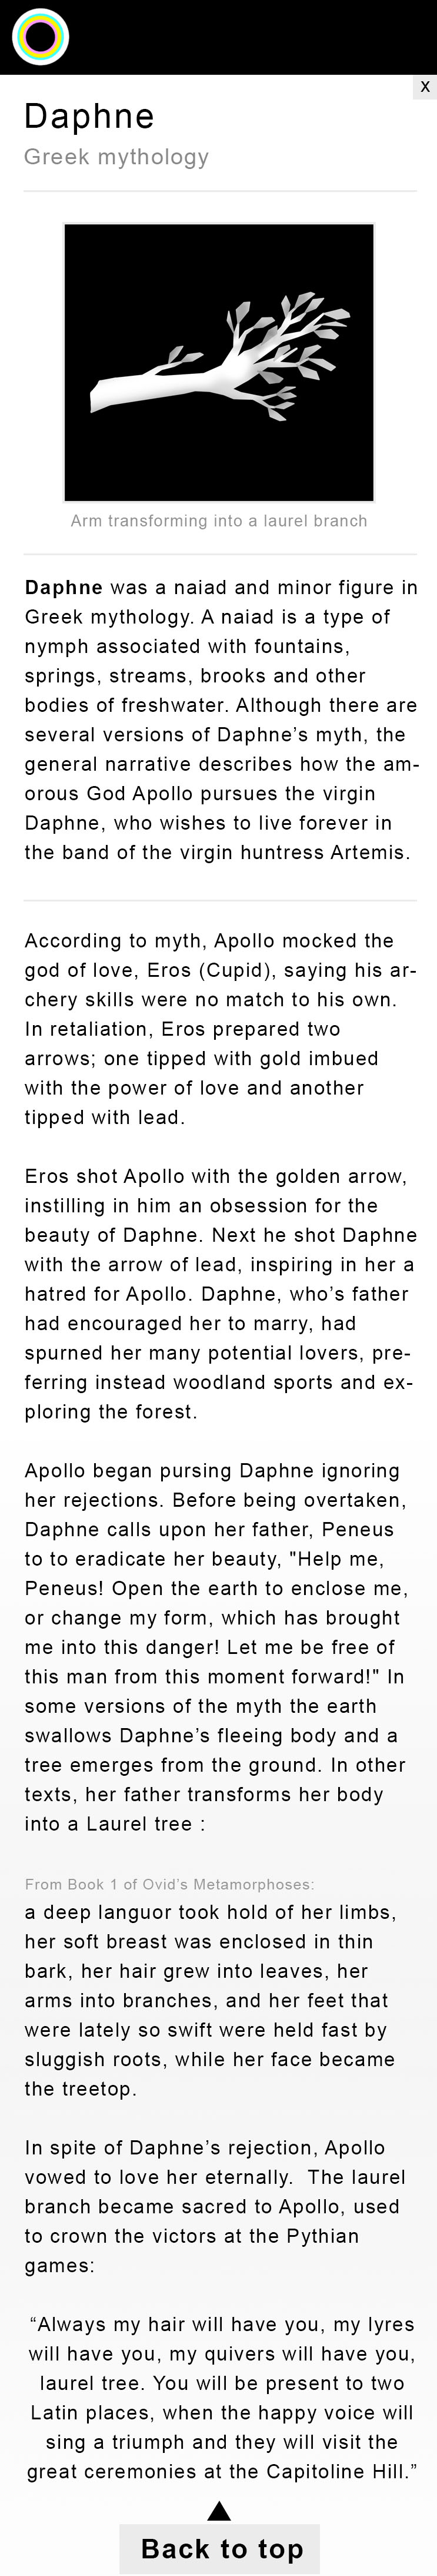 X
Daphne
Greek mythology
Arm transforming into a laurel branch
Daphne was a naiad and minor figure in
Greek mythology. A naiad is a type of
nymph associated with fountains,
springs, streams, brooks and other
bodies of freshwater. Although there are
several versions of Daphne’s myth, the
general narrative describes how the am-
orous God Apollo pursues the virgin
Daphne, who wishes to live forever in
the band of the virgin huntress Artemis.
According to myth, Apollo mocked the
god of love, Eros (Cupid), saying his ar-
chery skills were no match to his own.
In retaliation, Eros prepared two
arrows; one tipped with gold imbued
with the power of love and another
tipped with lead.
Eros shot Apollo with the golden arrow,
instilling in him an obsession for the
beauty of Daphne. Next he shot Daphne
with the arrow of lead, inspiring in her a
hatred for Apollo. Daphne, who’s father
had encouraged her to marry, had
spurned her many potential lovers, pre-
ferring instead woodland sports and ex-
ploring the forest.
Apollo began pursing Daphne ignoring
her rejections. Before being overtaken,
Daphne calls upon her father, Peneus
to to eradicate her beauty, "Help me,
Peneus! Open the earth to enclose me,
or change my form, which has brought
me into this danger! Let me be free of
this man from this moment forward!" In
some versions of the myth the earth
swallows Daphne’s fleeing body and a
tree emerges from the ground. In other
texts, her father transforms her body
into a Laurel tree :
From Book 1 of Ovid’s Metamorphoses:
a deep languor took hold of her limbs,
her soft breast was enclosed in thin
bark, her hair grew into leaves, her
arms into branches, and her feet that
were lately so swift were held fast by
sluggish roots, while her face became
the treetop.
In spite of Daphne’s rejection, Apollo
vowed to love her eternally.  The laurel
branch became sacred to Apollo, used
to crown the victors at the Pythian
games:
“Always my hair will have you, my lyres
will have you, my quivers will have you,
laurel tree. You will be present to two
Latin places, when the happy voice will
sing a triumph and they will visit the
great ceremonies at the Capitoline Hill.”
Back to top